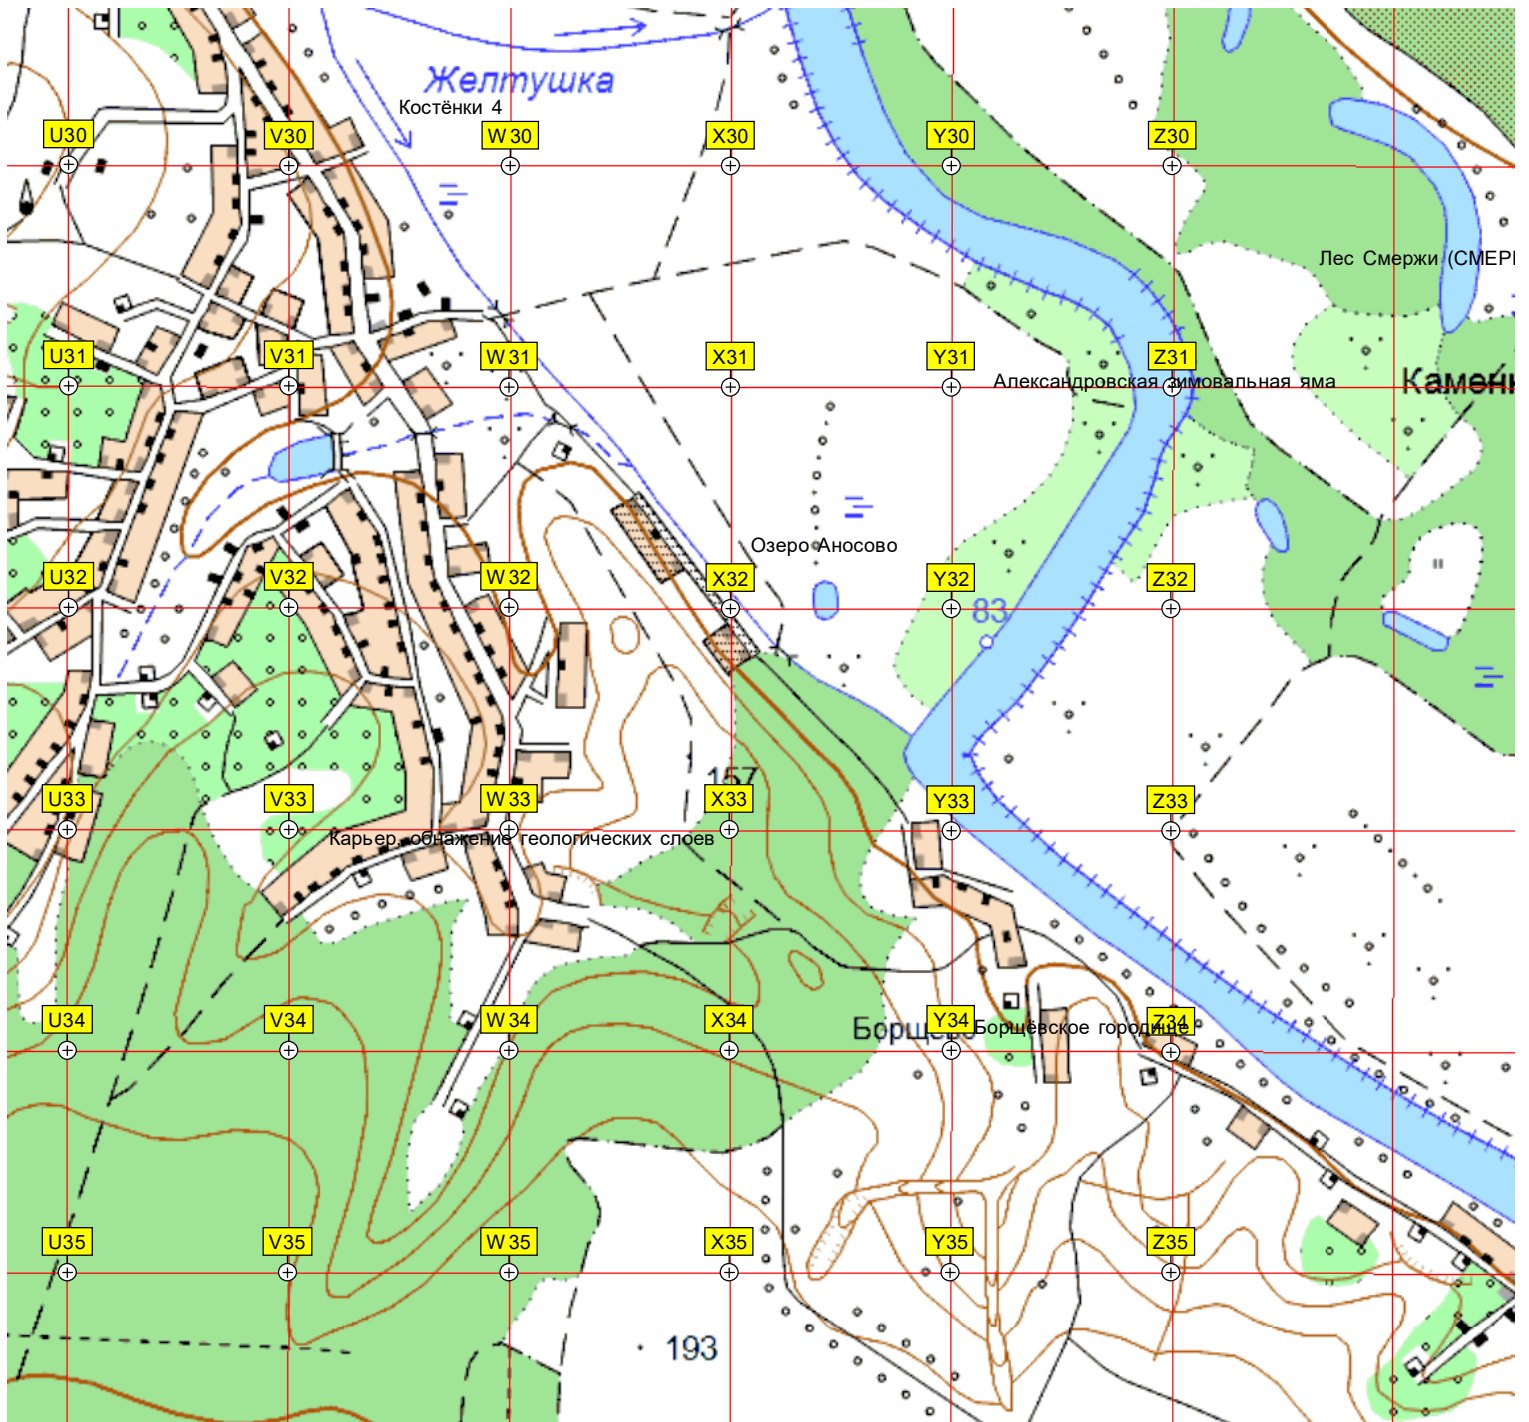 Желтушка
Костёнки 4
U30 V30 W30 X30 Y30 Z30
Лес Смержи (СМЕР
U31 V31 W31 X31 Y31 Z31
Александровская зимовальная яма
Камени
Озеро Аносово
U32 V32 W32 X32 Y32 Z32
83
157
U33 V33 W33 X33 Y33 Z33
Карьер, обнажение геологических слоев
U34 V34 W34 X34 Y34 Z34
Борщево
Борщёвское городище
U35 V35 W35 X35 Y35 Z35
193